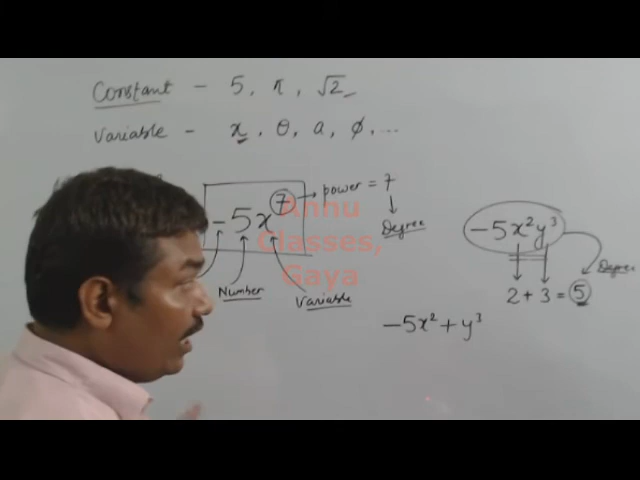 Constant - 5, π, √2
Variable - x, θ, a, ϕ, ...
-5x⁷ → power = 7
Degree
Number
Variable
-5x²y³
Degree
2 + 3 = 5
-5x² + y³
Annu
Classes,
Gaya